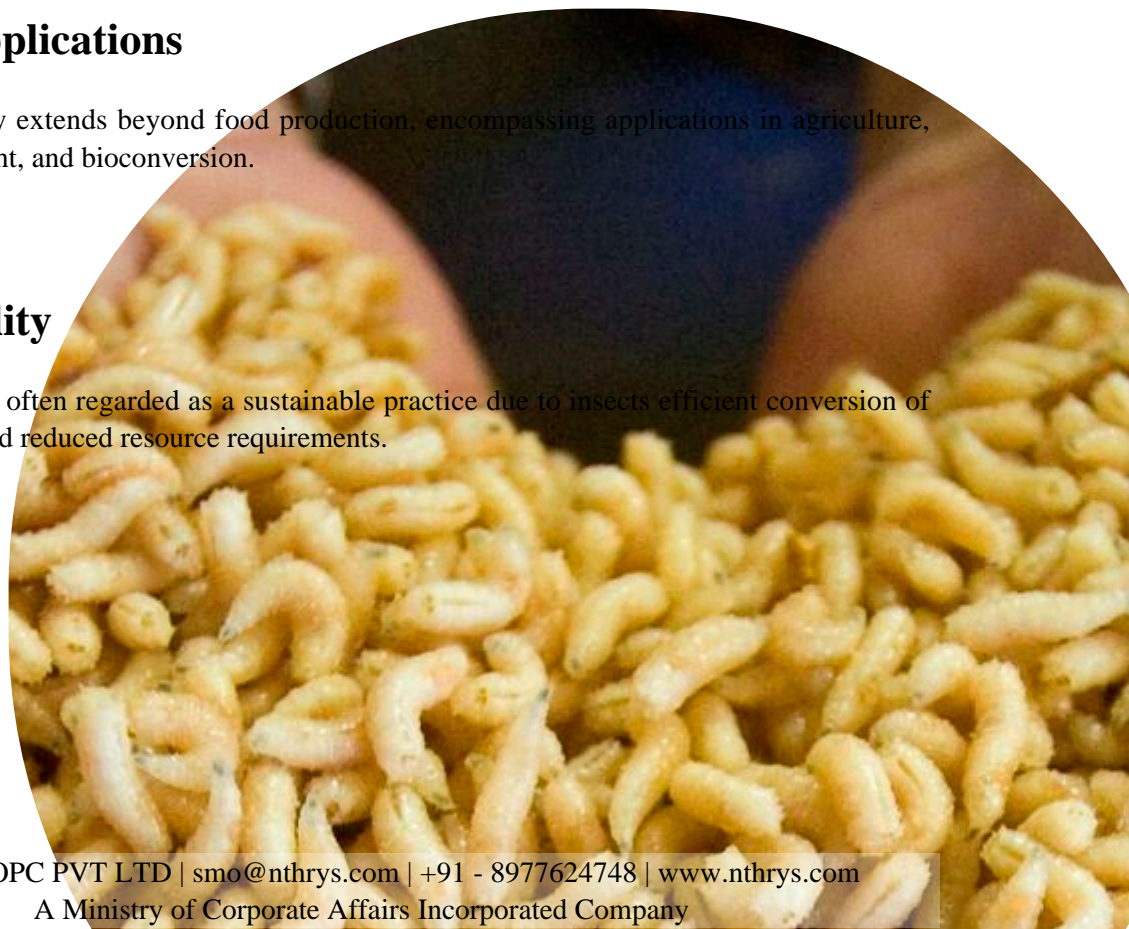 plications
y extends beyond food production, encompassing applications in agriculture,
nt, and bioconversion.
lity
often regarded as a sustainable practice due to insects efficient conversion of
d reduced resource requirements.
OPC PVT LTD | smo@nthrys.com | +91 - 8977624748 | www.nthrys.com
A Ministry of Corporate Affairs Incorporated Company